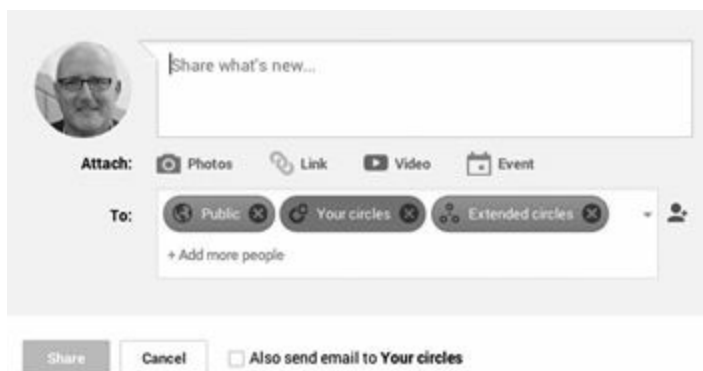 Share what's new...
Attach: Photos Link Video Event
To: Public Your circles Extended circles
+ Add more people
Share Cancel Also send email to Your circles